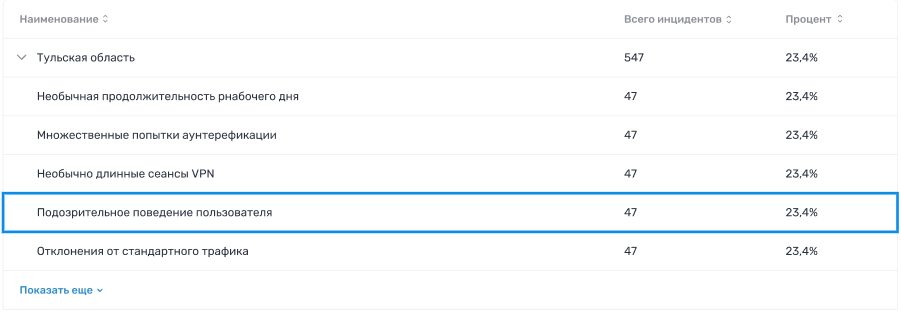 Наименование Всего инцидентов Процент
Тульская область 547 23,4%
Необычная продолжительность рнабочего дня 47 23,4%
Множественные попытки аунтерефикации 47 23,4%
Необычно длинные сеансы VPN 47 23,4%
Подозрительное поведение пользователя 47 23,4%
Отклонения от стандартного трафика 47 23,4%
Показать еще